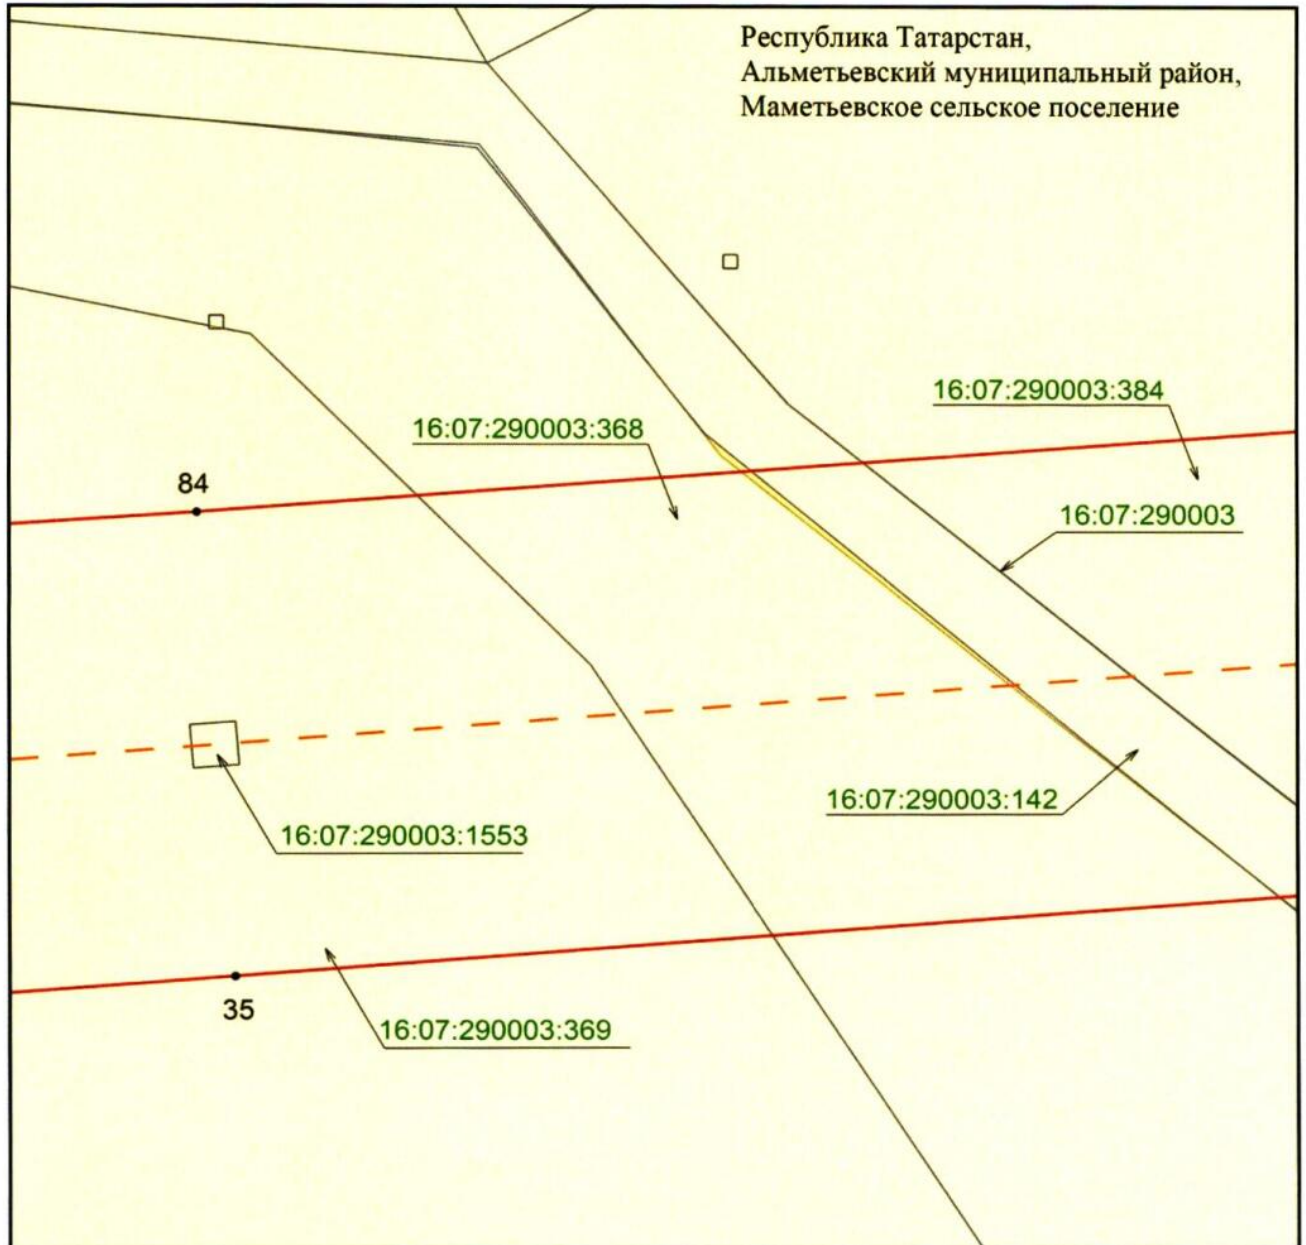 Республика Татарстан,
Альметьевский муниципальный район,
Маметьевское сельское поселение
16:07:290003:384
16:07:290003:368
84
16:07:290003
16:07:290003:142
16:07:290003:1553
35
16:07:290003:369